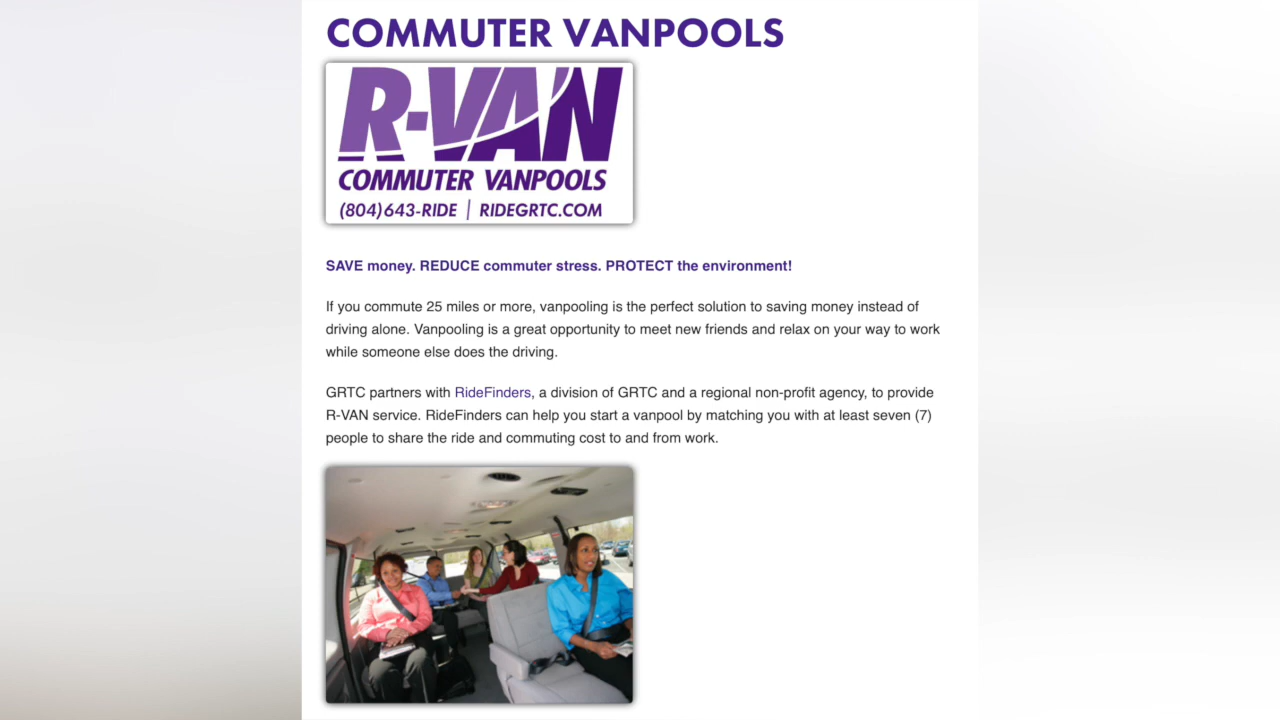 COMMUTER VANPOOLS
R-VAN
COMMUTER VANPOOLS
(804)643-RIDE | RIDEGRTC.COM
SAVE money. REDUCE commuter stress. PROTECT the environment!
If you commute 25 miles or more, vanpooling is the perfect solution to saving money instead of
driving alone. Vanpooling is a great opportunity to meet new friends and relax on your way to work
while someone else does the driving.
GRTC partners with RideFinders, a division of GRTC and a regional non-profit agency, to provide
R-VAN service. RideFinders can help you start a vanpool by matching you with at least seven (7)
people to share the ride and commuting cost to and from work.